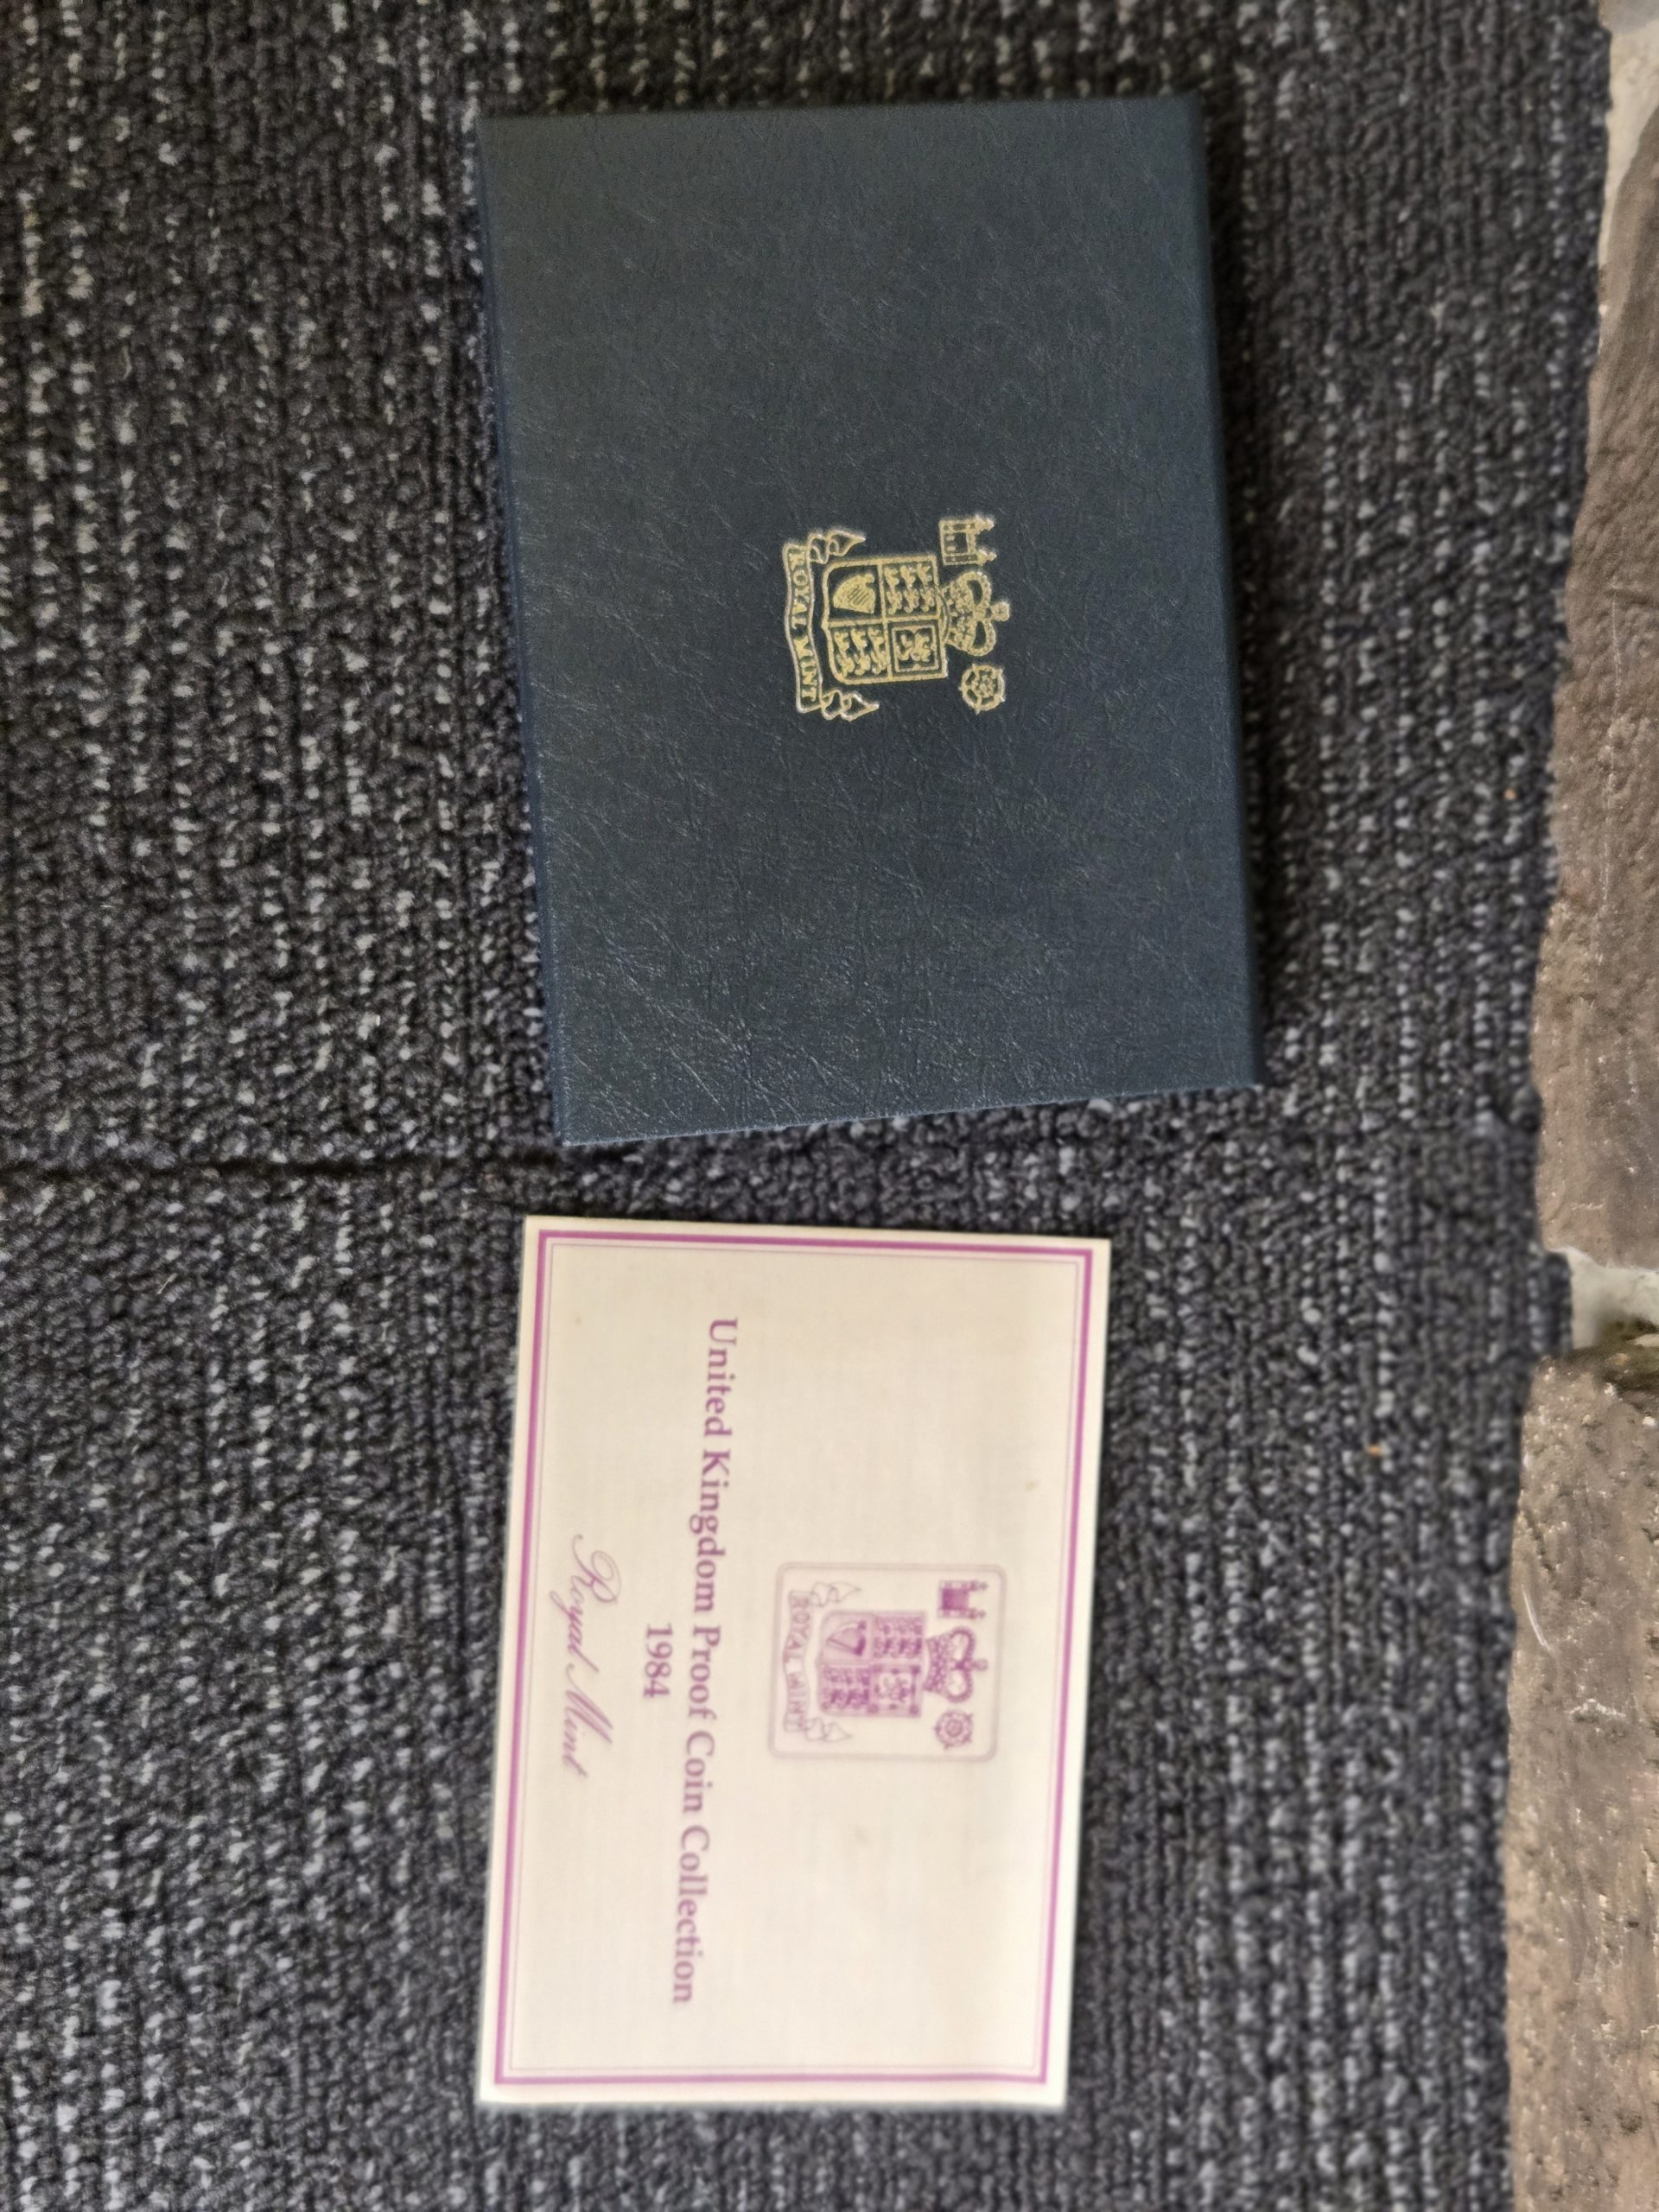 ROYAL MINT
ROYAL MINT
United Kingdom Proof Coin Collection
1984
Royal Mint